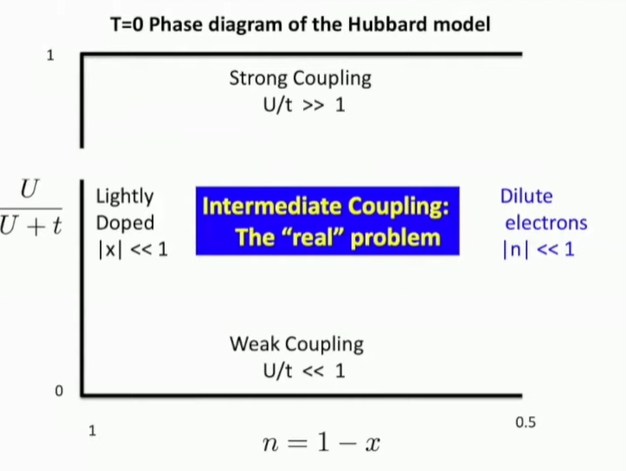 T=0 Phase diagram of the Hubbard model
1
Strong Coupling
U/t >> 1
U
U + t
Lightly
Doped
|x| << 1
Intermediate Coupling:
The “real” problem
Dilute
electrons
|n| << 1
Weak Coupling
U/t << 1
0
1
n = 1 − x
0.5